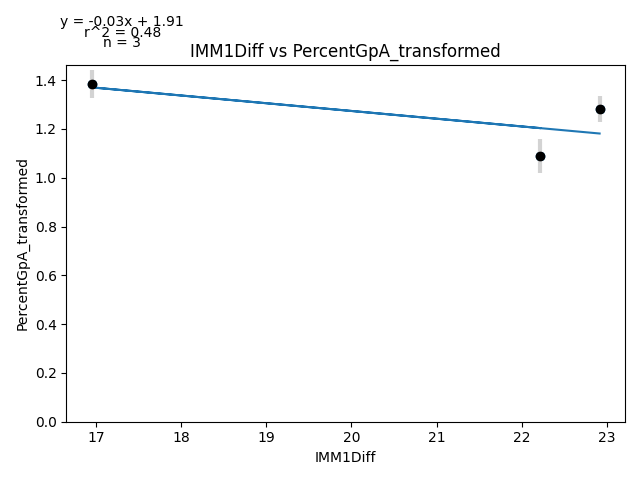 y = -0.03x + 1.91
r^2 = 0.48
n = 3
IMM1Diff vs PercentGpA_transformed
1.4
1.2
1.0
0.8
0.6
0.4
0.2
0.0
PercentGpA_transformed
17 18 19 20 21 22 23
IMM1Diff